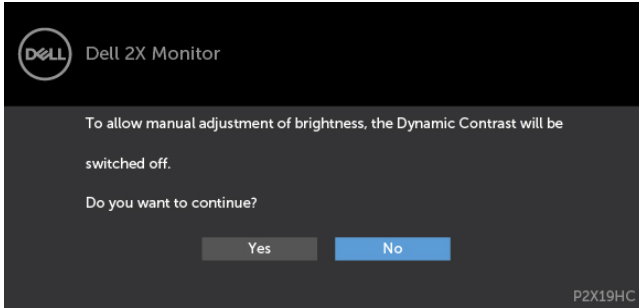 DELL
Dell 2X Monitor
To allow manual adjustment of brightness, the Dynamic Contrast will be
switched off.
Do you want to continue?
Yes No
P2X19HC